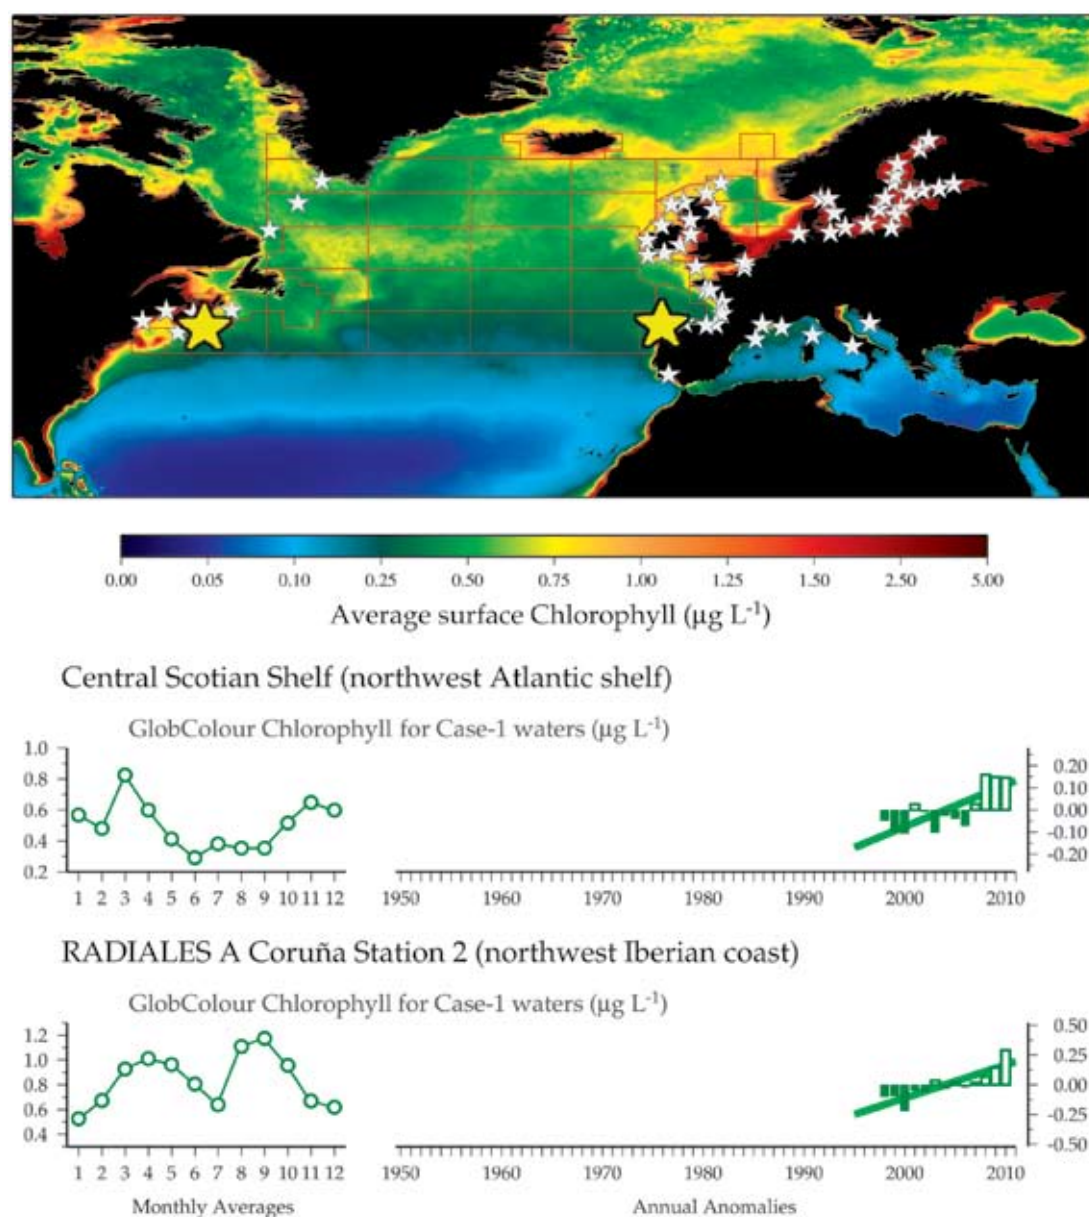 0.00 0.05 0.10 0.25 0.50 0.75 1.00 1.25 1.50 2.50 5.00
Average surface Chlorophyll (µg L⁻¹)
Central Scotian Shelf (northwest Atlantic shelf)
GlobColour Chlorophyll for Case-1 waters (µg L⁻¹)
1.0
0.8
0.6
0.4
0.2
1 2 3 4 5 6 7 8 9 10 11 12
0.20
0.10
0.00
-0.10
-0.20
1950 1960 1970 1980 1990 2000 2010
RADIALES A Coruña Station 2 (northwest Iberian coast)
GlobColour Chlorophyll for Case-1 waters (µg L⁻¹)
1.2
1.0
0.8
0.6
0.4
1 2 3 4 5 6 7 8 9 10 11 12
0.50
0.25
0.00
-0.25
-0.50
1950 1960 1970 1980 1990 2000 2010
Monthly Averages
Annual Anomalies